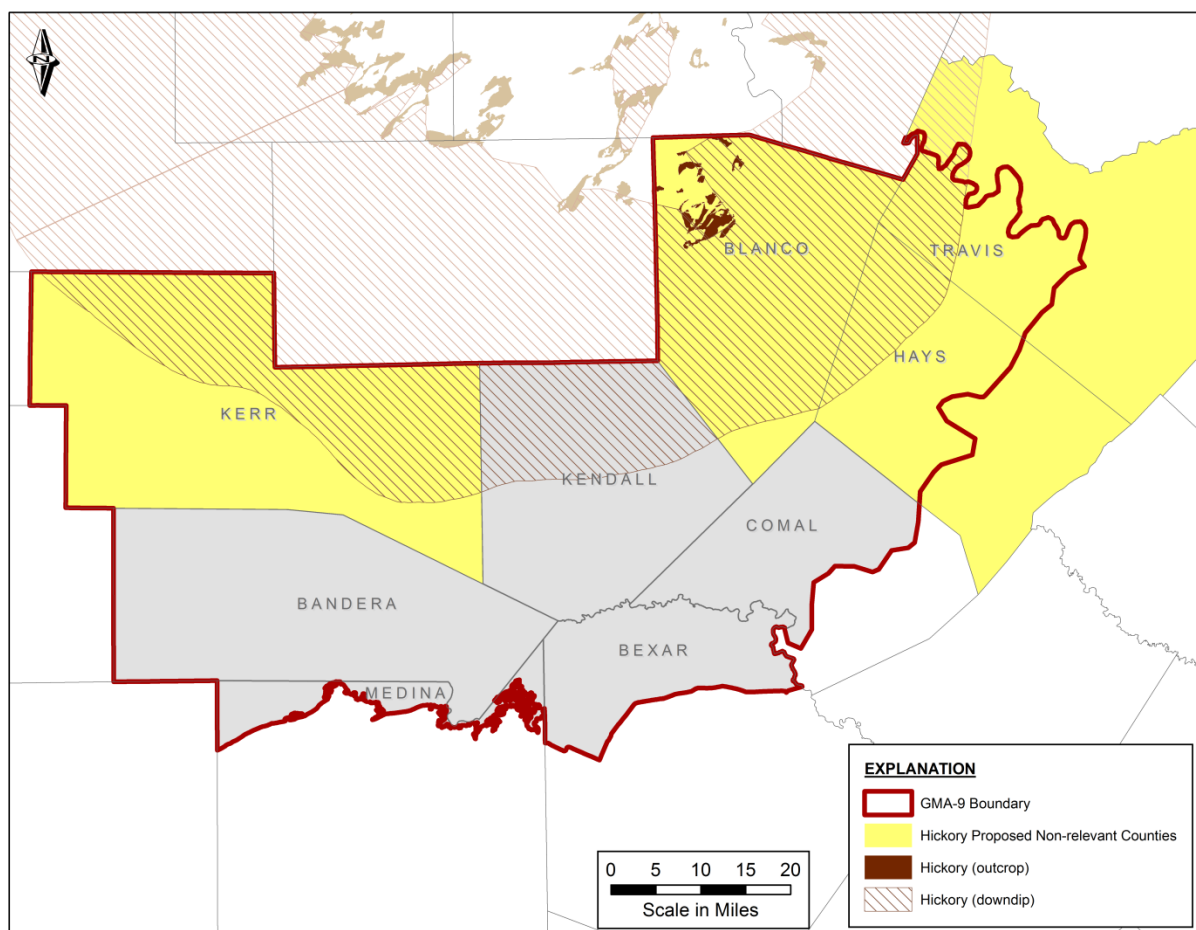 N
BLANCO
TRAVIS
HAYS
KERR
KENDALL
COMAL
BANDERA
BEXAR
MEDINA
EXPLANATION
GMA-9 Boundary
Hickory Proposed Non-relevant Counties
Hickory (outcrop)
Hickory (downdip)
0 5 10 15 20
Scale in Miles